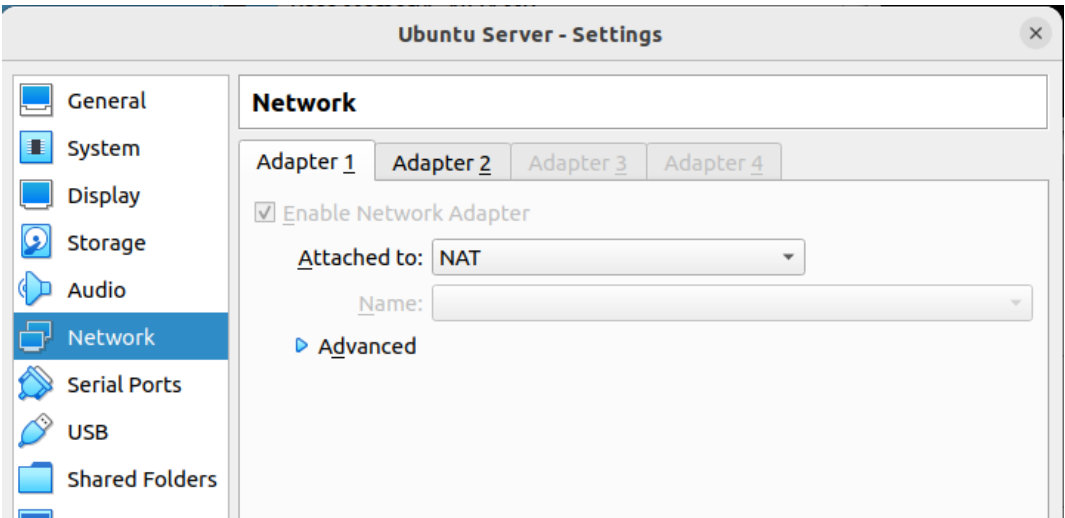 Ubuntu Server - Settings
General
System
Display
Storage
Audio
Network
Serial Ports
USB
Shared Folders
Network
Adapter 1 Adapter 2 Adapter 3 Adapter 4
Enable Network Adapter
Attached to: NAT
Name:
Advanced